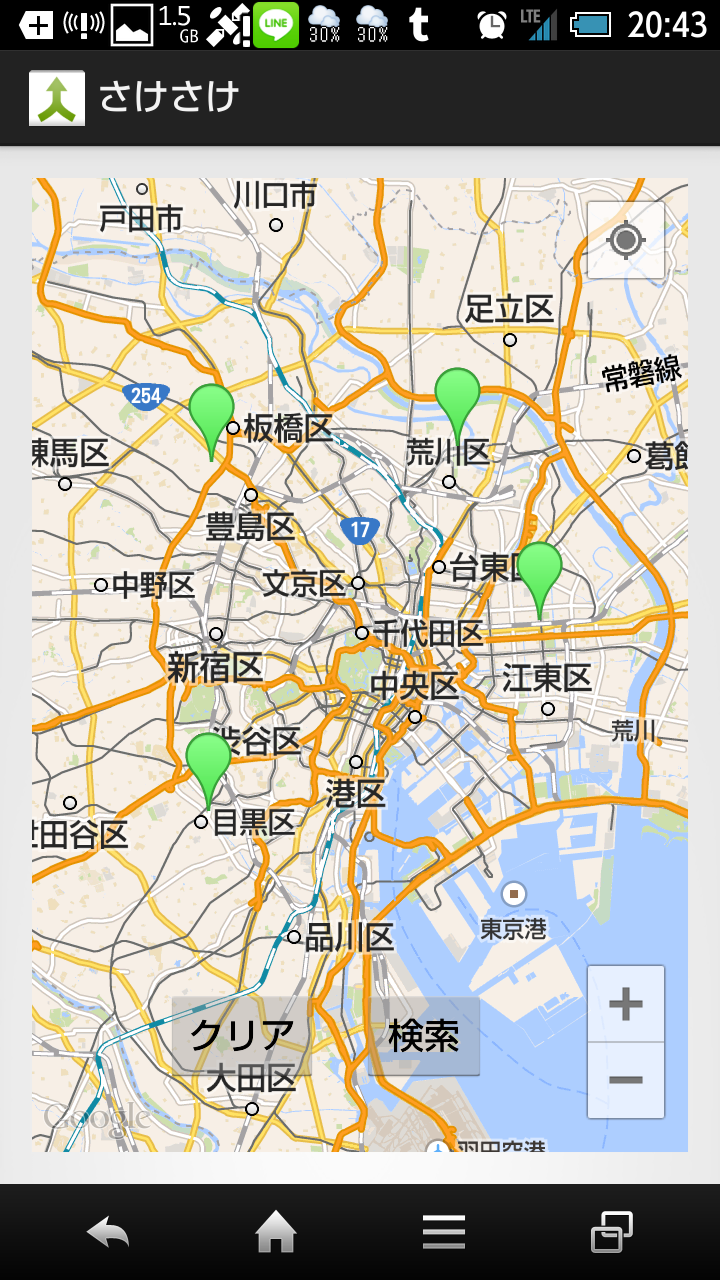 1.5
GB
LINE
30%
30%
t
LTE
20:43
さけさけ
川口市
戸田市
足立区
常磐線
254
板橋区
荒川区
練馬区
葛飾
豊島区
17
台東区
中野区
文京区
千代田区
新宿区
中央区
江東区
荒川
渋谷区
港区
目黒区
世田谷区
東京港
品川区
クリア
検索
大田区
Google
羽田空港